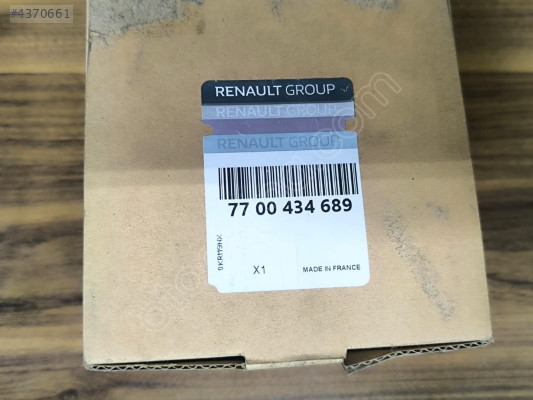 #4370661
RENAULT GROUP
RENAULT GROUP
RENAULT GROUP
77 00 434 689
X1
MADE IN FRANCE